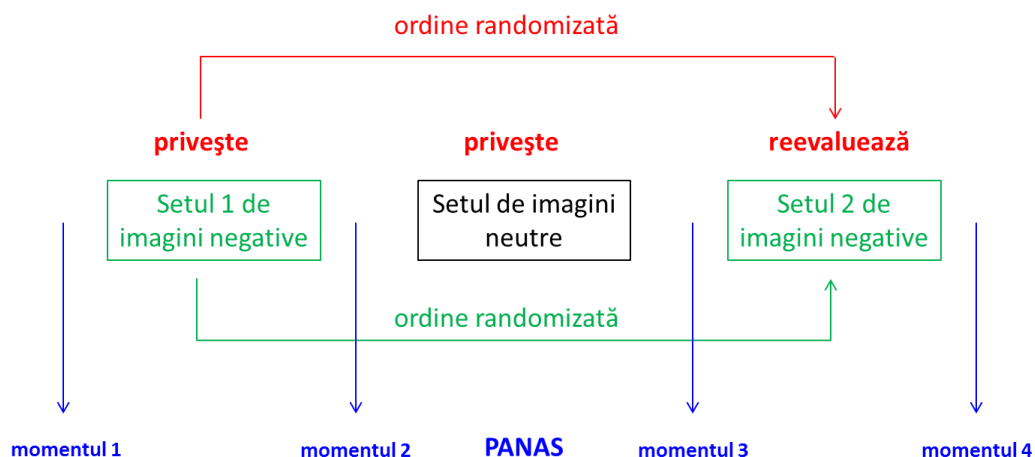 ordine randomizată
priveşte
priveşte
reevaluează
Setul 1 de
imagini negative
Setul de imagini
neutre
Setul 2 de
imagini negative
ordine randomizată
momentul 1
momentul 2
PANAS
momentul 3
momentul 4